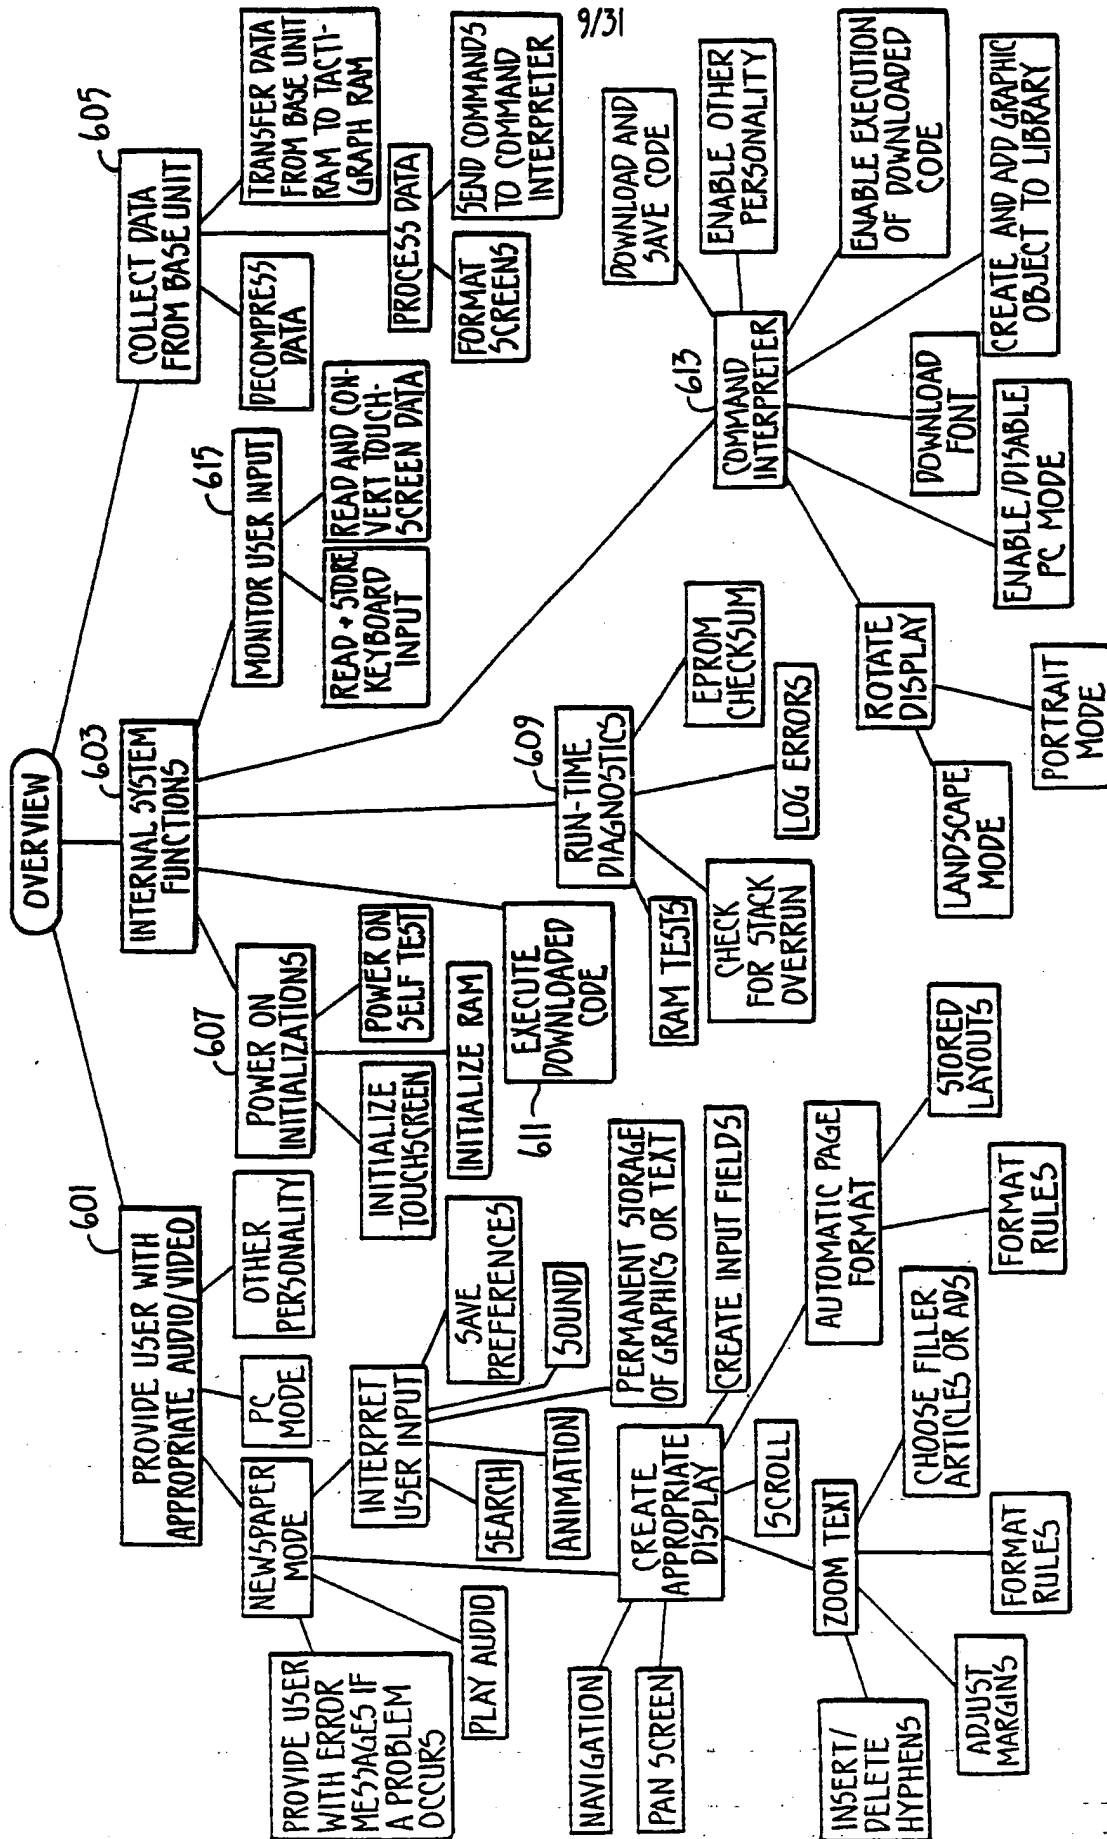 OVERVIEW
601
PROVIDE USER WITH
APPROPRIATE AUDIO/VIDEO
603
INTERNAL SYSTEM
FUNCTIONS
605
COLLECT DATA
FROM BASE UNIT
NEWSPAPER
MODE
PC
MODE
OTHER
PERSONALITY
607
POWER ON
INITIALIZATIONS
615
MONITOR USER INPUT
DECOMPRESS
DATA
TRANSFER DATA
FROM BASE UNIT
RAM TO TACTI-
GRAPH RAM
PROVIDE USER
WITH ERROR
MESSAGES IF
A PROBLEM
OCCURS
PLAY AUDIO
INTERPRET
USER INPUT
SAVE
PREFERENCES
SEARCH
ANIMATION
SOUND
PERMANENT STORAGE
OF GRAPHICS OR TEXT
INITIALIZE
TOUCHSCREEN
POWER ON
SELF TEST
INITIALIZE RAM
READ + STORE
KEYBOARD
INPUT
READ AND CON-
VERT TOUCH-
SCREEN DATA
PROCESS DATA
FORMAT
SCREENS
SEND COMMANDS
TO COMMAND
INTERPRETER
611
EXECUTE
DOWNLOADED
CODE
609
RUN-TIME
DIAGNOSTICS
RAM TESTS
CHECK
FOR STACK
OVERRUN
LOG ERRORS
EPROM
CHECKSUM
9/31
613
COMMAND
INTERPRETER
DOWNLOAD AND
SAVE CODE
ENABLE OTHER
PERSONALITY
ENABLE EXECUTION
OF DOWNLOADED
CODE
CREATE AND ADD GRAPHIC
OBJECT TO LIBRARY
DOWNLOAD
FONT
ENABLE/DISABLE
PC MODE
ROTATE
DISPLAY
LANDSCAPE
MODE
PORTRAIT
MODE
NAVIGATION
PAN SCREEN
CREATE
APPROPRIATE
DISPLAY
CREATE INPUT FIELDS
SCROLL
ZOOM TEXT
AUTOMATIC PAGE
FORMAT
INSERT/
DELETE
HYPHENS
ADJUST
MARGINS
FORMAT
RULES
CHOOSE FILLER
ARTICLES OR ADS
FORMAT
RULES
STORED
LAYOUTS